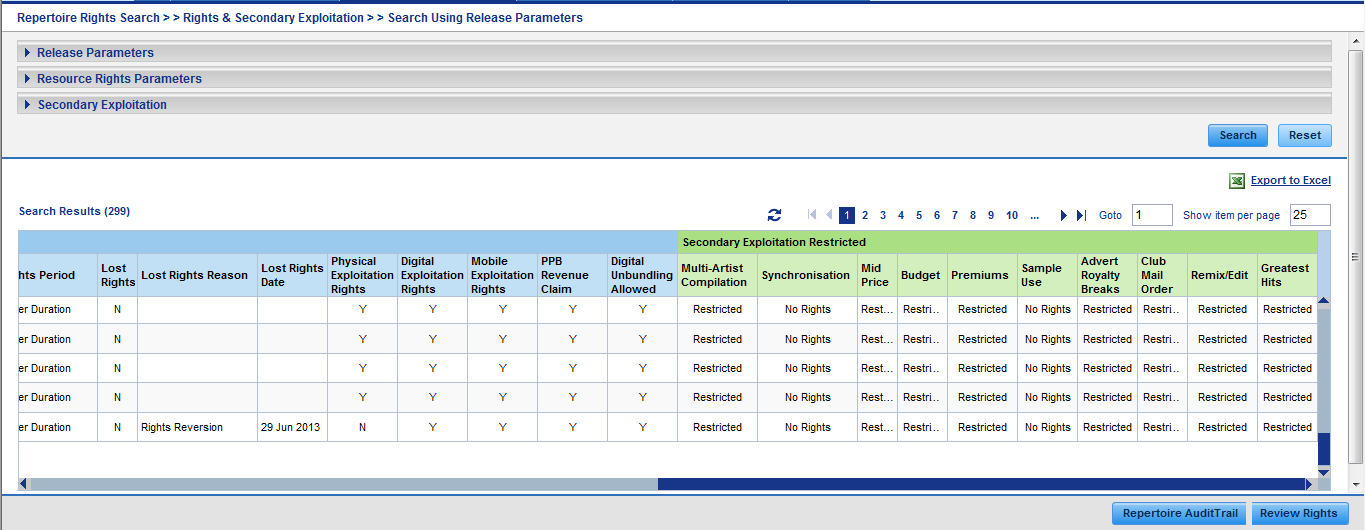 Repertoire Rights Search > > Rights & Secondary Exploitation > > Search Using Release Parameters
Release Parameters
Resource Rights Parameters
Secondary Exploitation
Search Reset
Export to Excel
Search Results (299) 1 2 3 4 5 6 7 8 9 10 ... Goto 1 Show item per page 25
Secondary Exploitation Restricted
hts Period Lost Rights Lost Rights Reason Lost Rights Date Physical Exploitation Rights Digital Exploitation Rights Mobile Exploitation Rights PPB Revenue Claim Digital Unbundling Allowed Multi-Artist Compilation Synchronisation Mid Price Budget Premiums Sample Use Advert Royalty Breaks Club Mail Order Remix/Edit Greatest Hits
er Duration N Y Y Y Y Y Restricted No Rights Rest... Restri.. Restricted No Rights Restricted Restri.. Restricted Restricted
er Duration N Y Y Y Y Y Restricted No Rights Rest... Restri.. Restricted No Rights Restricted Restri.. Restricted Restricted
er Duration N Y Y Y Y Y Restricted No Rights Rest... Restri.. Restricted No Rights Restricted Restri.. Restricted Restricted
er Duration N Y Y Y Y Y Restricted No Rights Rest... Restri.. Restricted No Rights Restricted Restri.. Restricted Restricted
er Duration N Rights Reversion 29 Jun 2013 N Y Y Y Y Restricted No Rights Rest... Restri.. Restricted No Rights Restricted Restri.. Restricted Restricted
Repertoire AuditTrail Review Rights